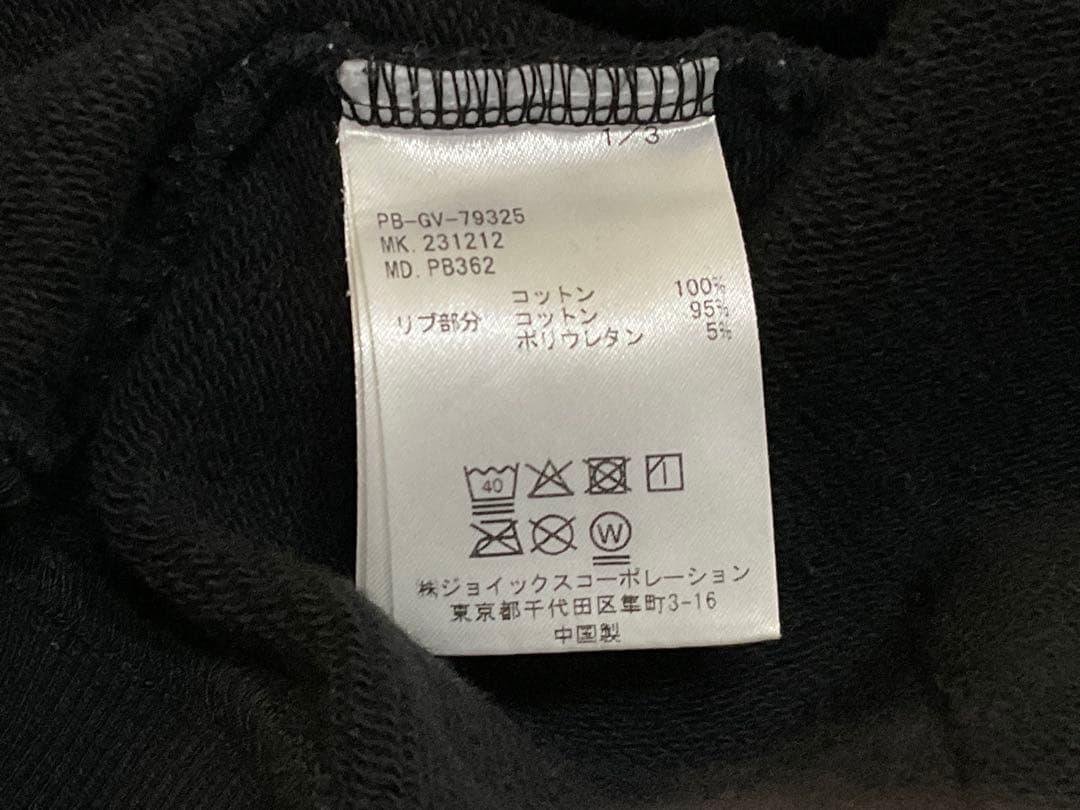 1/3
PB-GV-79325
MK. 231212
MD. PB362
コットン 100%
リブ部分 コットン 95%
ポリウレタン 5%
40
W
㈱ジョイックスコーポレーション
東京都千代田区隼町3-16
中国製